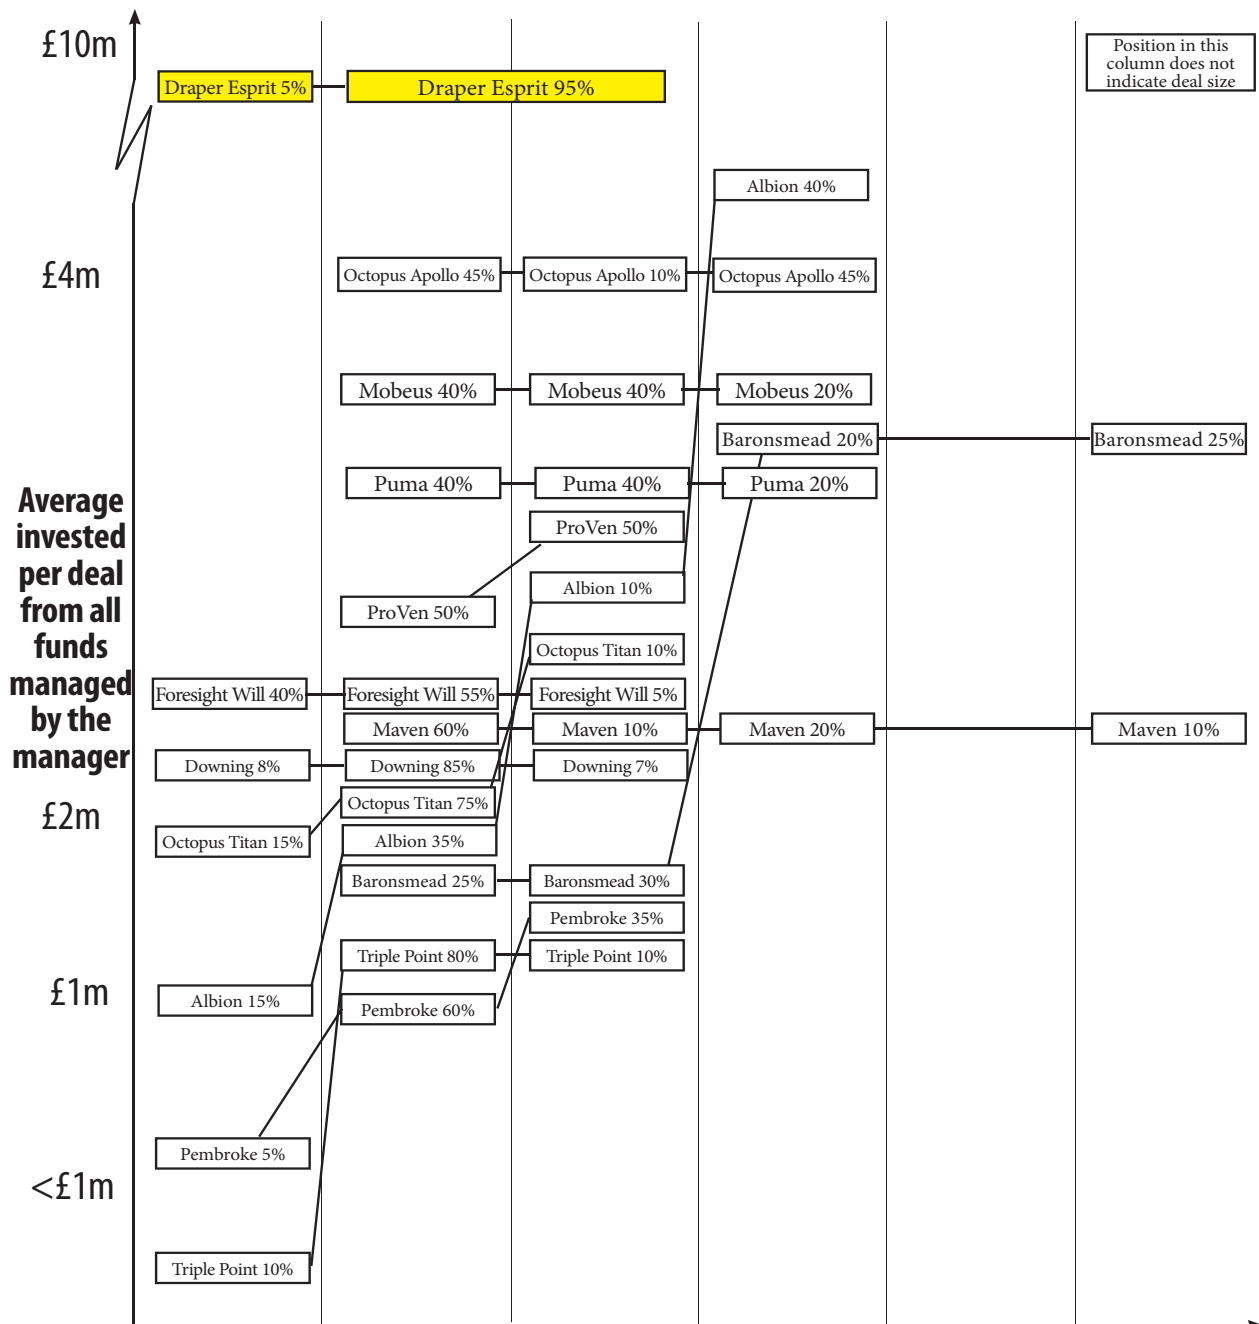 £10m
Position in this
column does not
indicate deal size
Draper Esprit 5%
Draper Esprit 95%
Albion 40%
£4m
Octopus Apollo 45%
Octopus Apollo 10%
Octopus Apollo 45%
Mobeus 40%
Mobeus 40%
Mobeus 20%
Baronsmead 20%
Baronsmead 25%
Puma 40%
Puma 40%
Puma 20%
Average
invested
per deal
from all
funds
managed
by the
manager
ProVen 50%
Albion 10%
ProVen 50%
Octopus Titan 10%
Foresight Will 40%
Foresight Will 55%
Foresight Will 5%
Maven 60%
Maven 10%
Maven 20%
Maven 10%
Downing 8%
Downing 85%
Downing 7%
Octopus Titan 75%
£2m
Octopus Titan 15%
Albion 35%
Baronsmead 25%
Baronsmead 30%
Pembroke 35%
Triple Point 80%
Triple Point 10%
£1m
Albion 15%
Pembroke 60%
Pembroke 5%
<£1m
Triple Point 10%